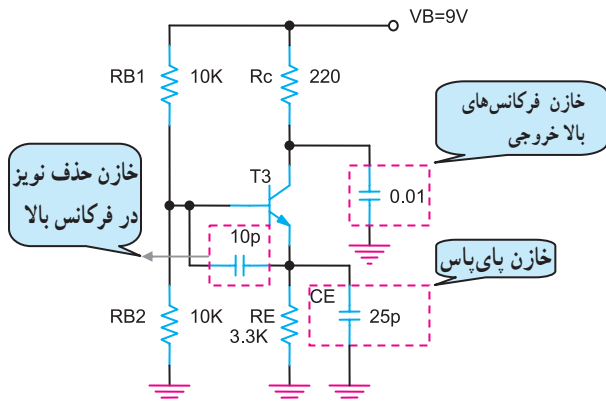 VB=9V
RB1
10K
Rc
220
خازن فرکانس‌های
بالا خروجی
خازن حذف نویز
در فرکانس بالا
T3
0.01
10p
خازن پای‌پاس
RB2
10K
RE
3.3K
CE
25p